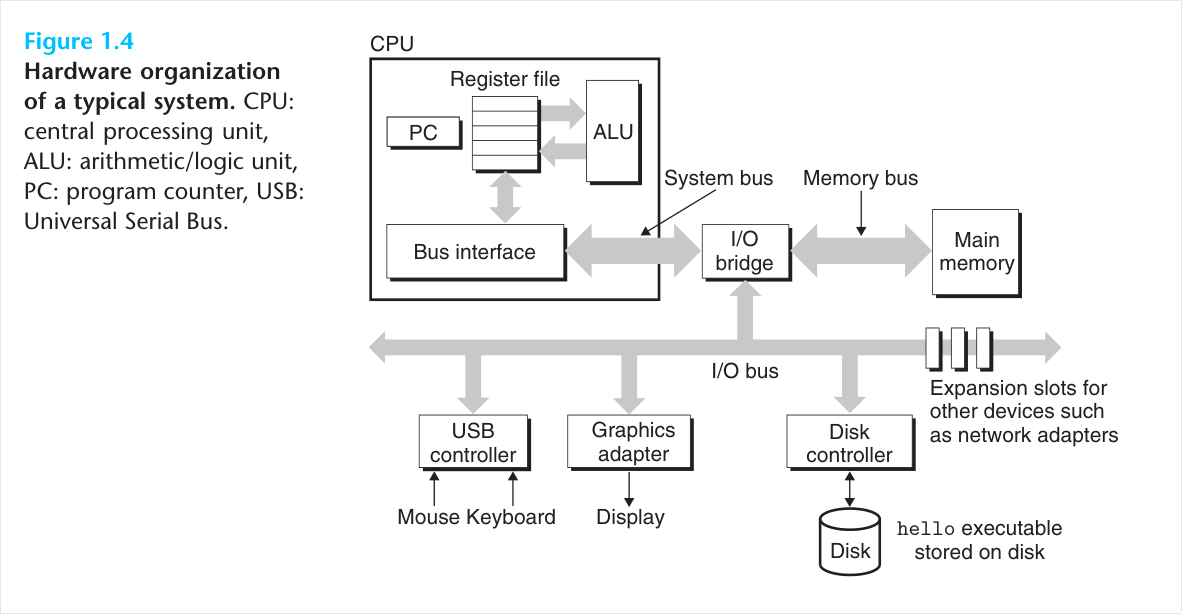 Figure 1.4
Hardware organization
of a typical system. CPU:
central processing unit,
ALU: arithmetic/logic unit,
PC: program counter, USB:
Universal Serial Bus.
CPU
Register file
PC
ALU
System bus
Memory bus
Bus interface
I/O
bridge
Main
memory
I/O bus
Expansion slots for
other devices such
as network adapters
USB
controller
Graphics
adapter
Disk
controller
Mouse
Keyboard
Display
Disk
hello executable
stored on disk